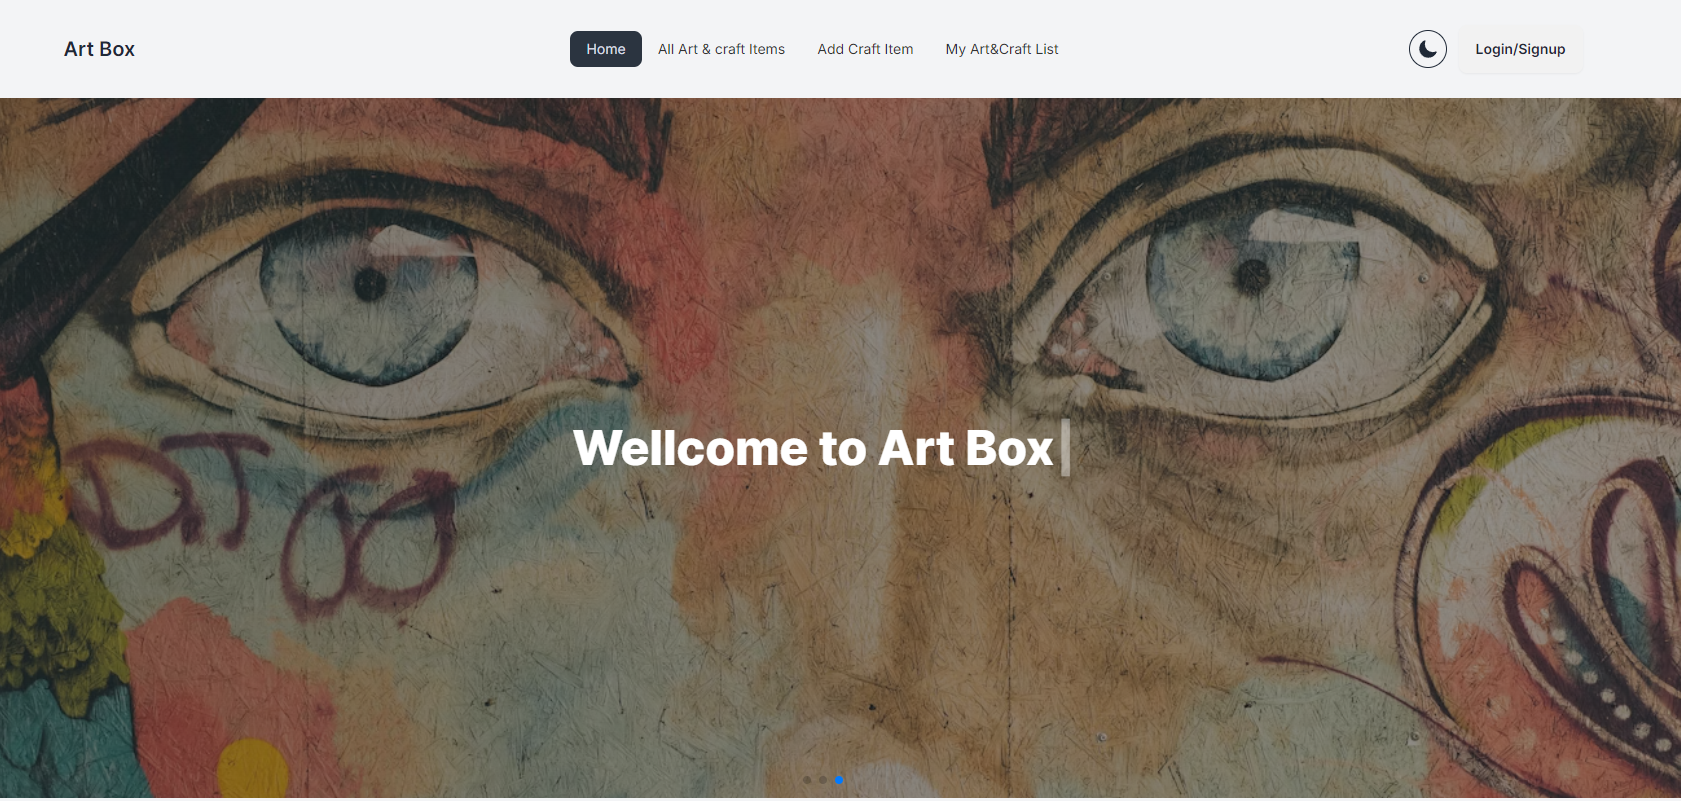 Art Box
Home
All Art & craft Items
Add Craft Item
My Art&Craft List
Login/Signup
Wellcome to Art Box